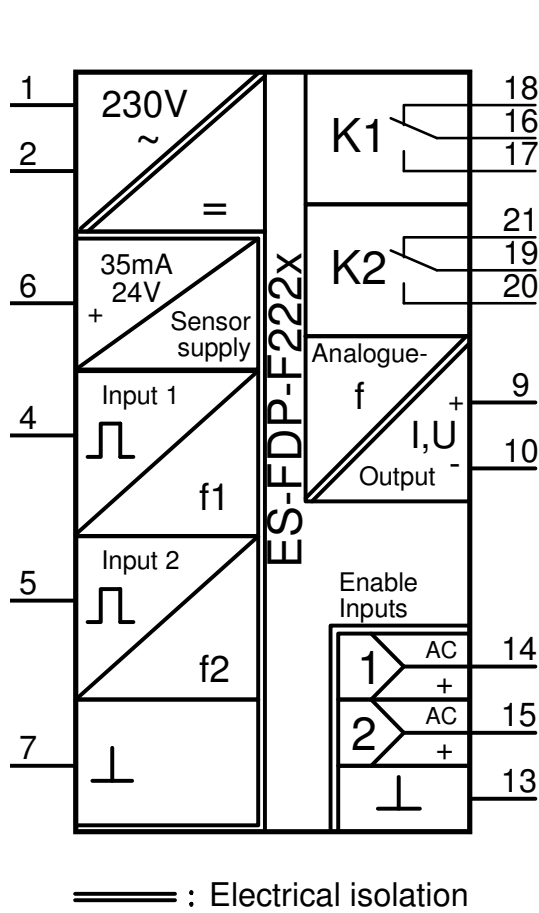 1
230V
~
2
=
6
35mA
24V
+
Sensor
supply
4
Input 1
f1
5
Input 2
f2
7
ES-FDP-F222x
K1
18
16
17
K2
21
19
20
Analogue-
f
+
9
I,U
-
10
Output
Enable
Inputs
1
AC
14
+
2
AC
15
+
13
: Electrical isolation